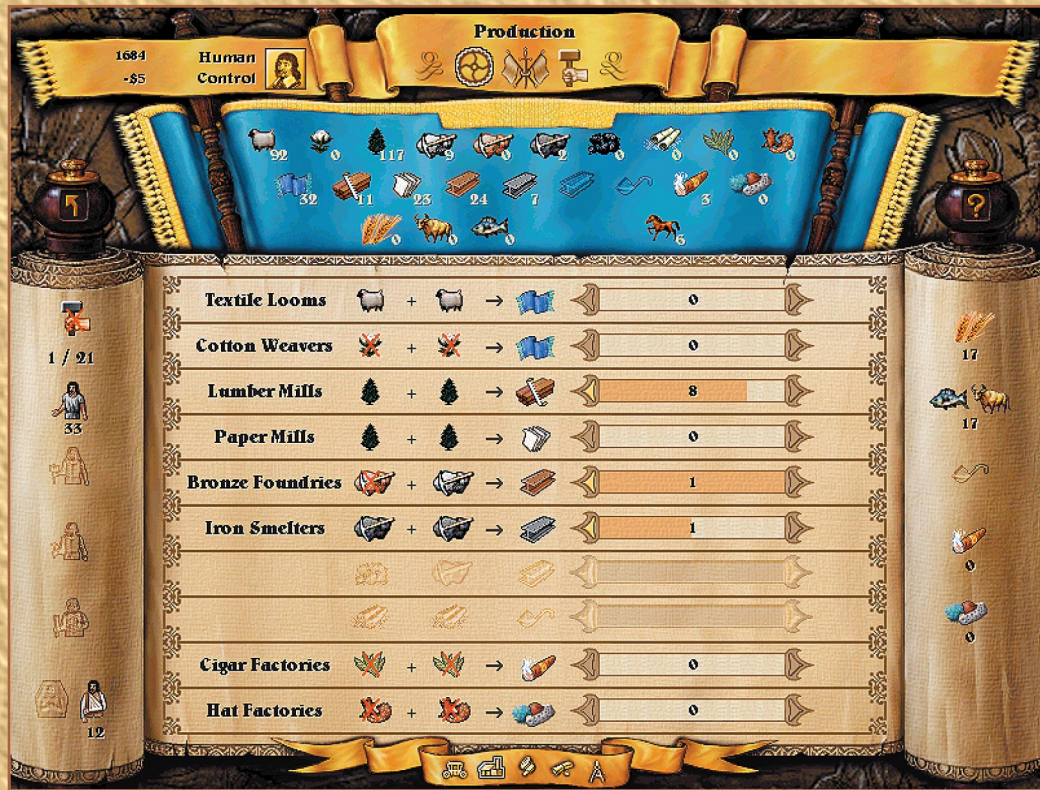 Production
1684
-$5
Human
Control
92 0 117 9 0 2 0 0 0 0
32 11 23 24 7 3 0
0 0 0 6
?
1 / 21
33
12
17
17
0
0
Textile Looms + → 0
Cotton Weavers + → 0
Lumber Mills + → 8
Paper Mills + → 0
Bronze Foundries + → 1
Iron Smelters + → 1
Cigar Factories + → 0
Hat Factories + → 0